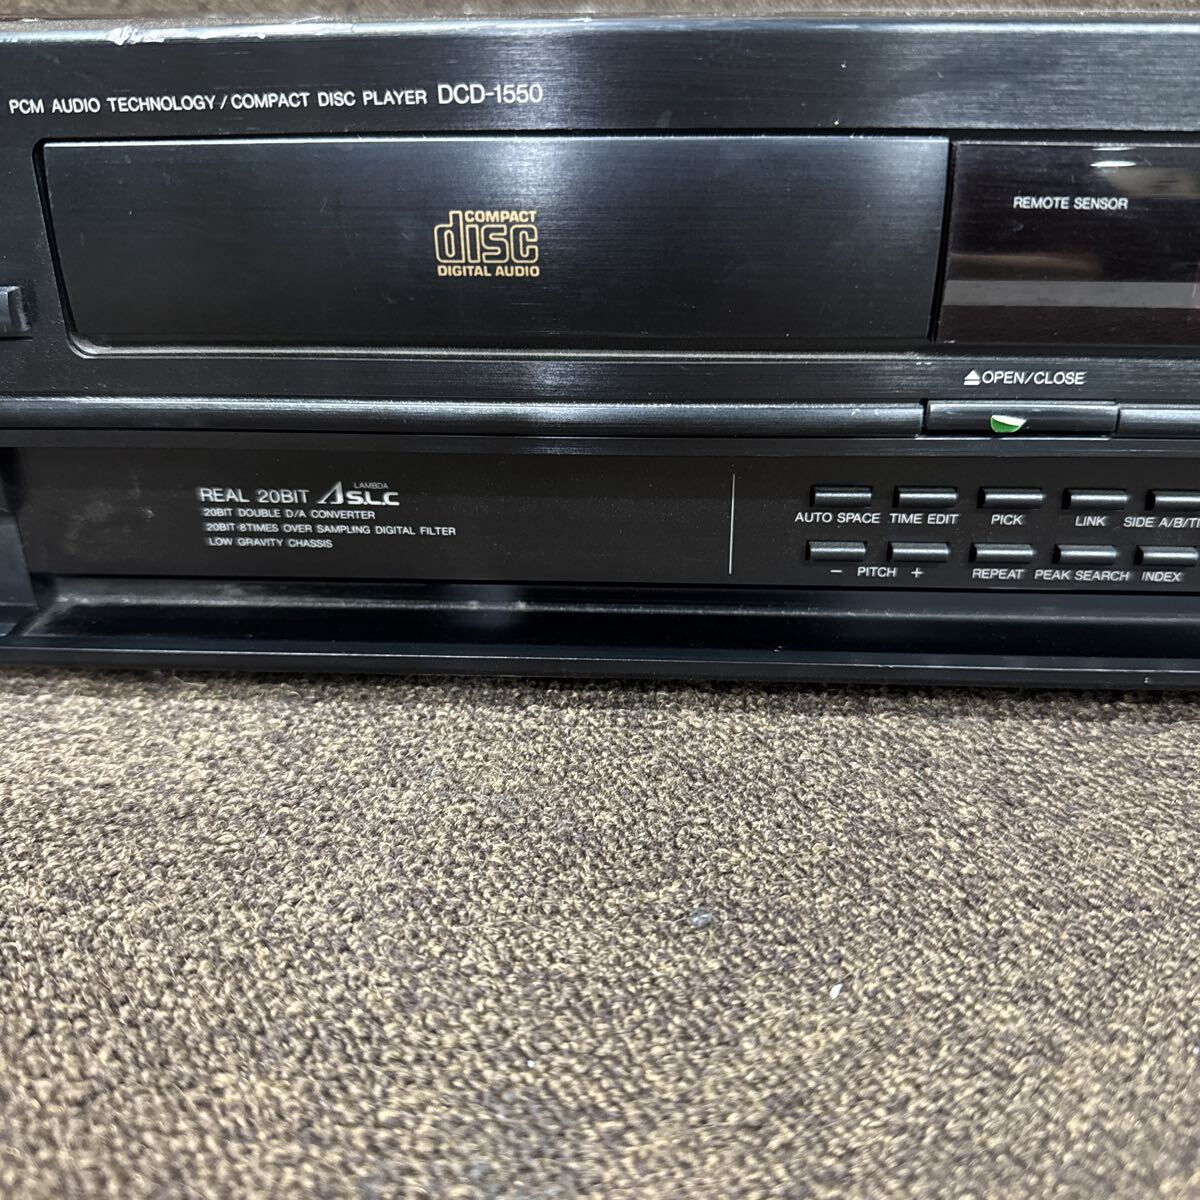 PCM AUDIO TECHNOLOGY / COMPACT DISC PLAYER DCD-1550
COMPACT
disc
DIGITAL AUDIO
REMOTE SENSOR
OPEN/CLOSE
LAMBDA
REAL 20BIT S.L.C
20BIT DOUBLE D/A CONVERTER
20BIT·8TIMES OVER SAMPLING DIGITAL FILTER
LOW GRAVITY CHASSIS
AUTO SPACE TIME EDIT PICK LINK SIDE A/B/
− PITCH + REPEAT PEAK SEARCH INDEX